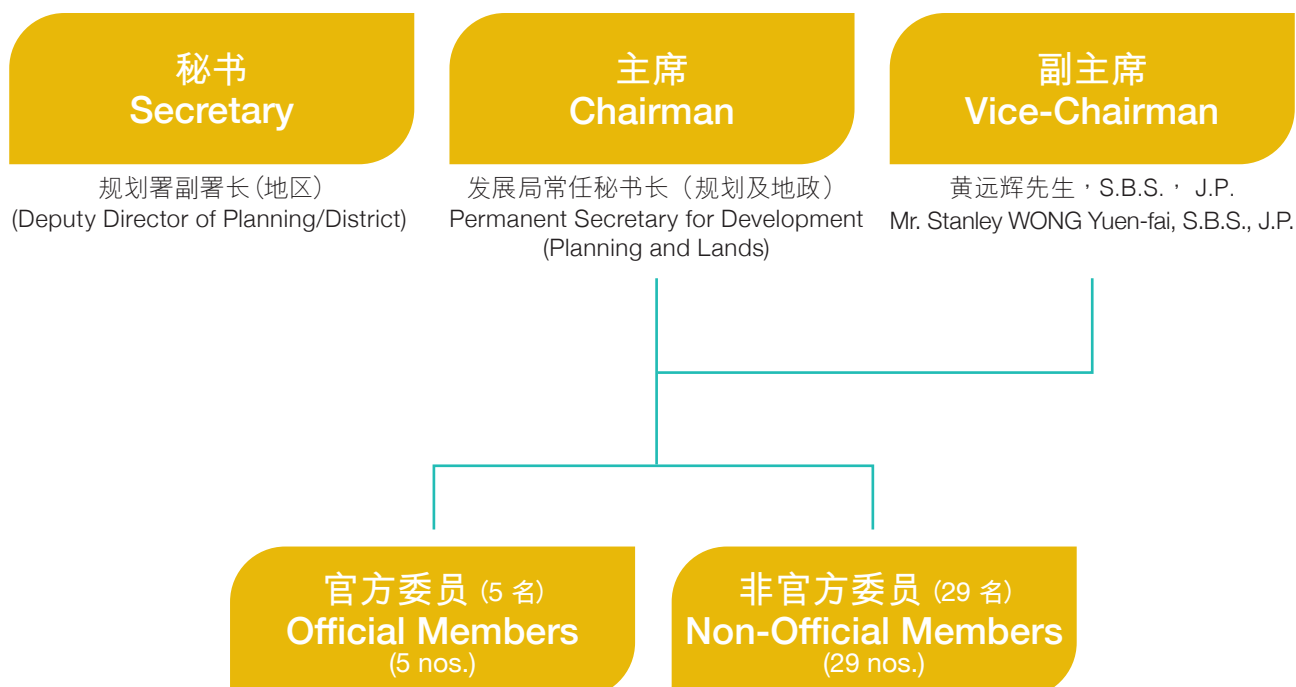 秘书
Secretary
规划署副署长(地区)
(Deputy Director of Planning/District)
主席
Chairman
发展局常任秘书长（规划及地政）
Permanent Secretary for Development
(Planning and Lands)
副主席
Vice-Chairman
黄远辉先生，S.B.S.， J.P.
Mr. Stanley WONG Yuen-fai, S.B.S., J.P.
官方委员 (5 名)
Official Members
(5 nos.)
非官方委员 (29 名)
Non-Official Members
(29 nos.)